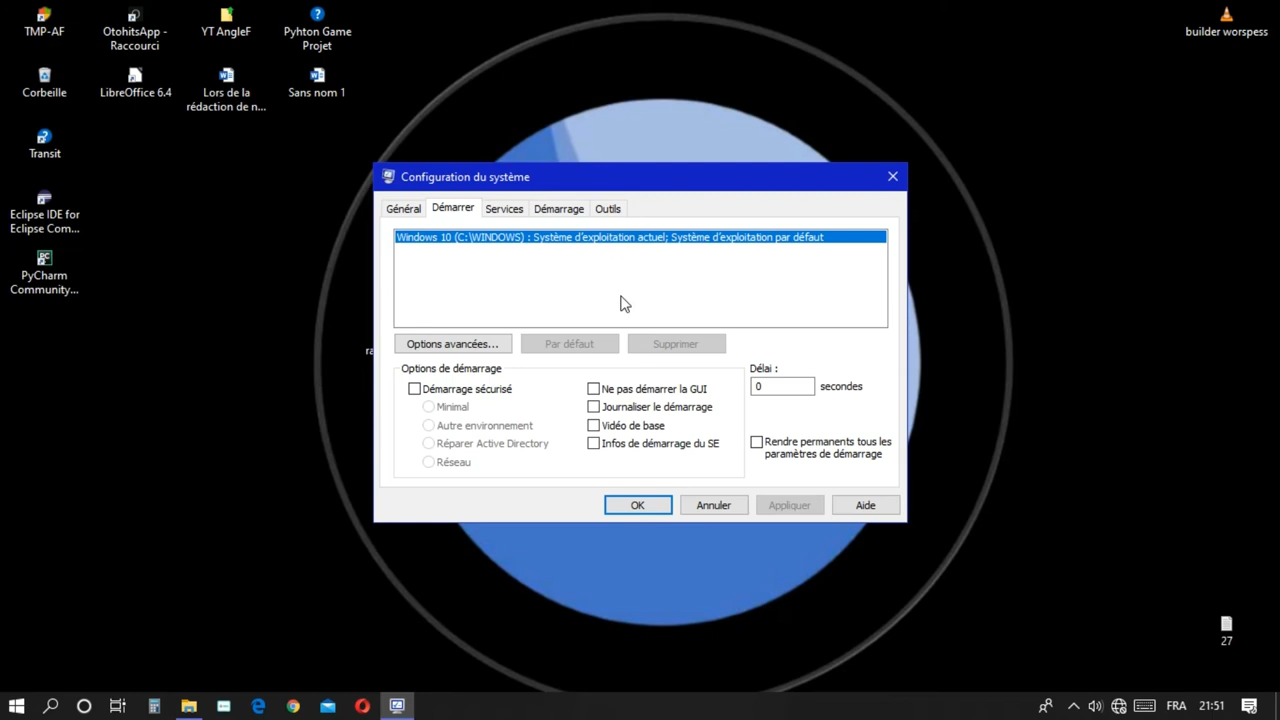 TMP-AF
OtohitsApp -
Raccourci
YT AngleF
Pyhton Game
Projet
builder worspess
Corbeille
LibreOffice 6.4
Lors de la
rédaction de n...
Sans nom 1
Transit
Eclipse IDE for
Eclipse Com...
PC
PyCharm
Community...
Configuration du système
Général
Démarrer
Services
Démarrage
Outils
Windows 10 (C:\WINDOWS) : Système d'exploitation actuel; Système d'exploitation par défaut
Options avancées...
Par défaut
Supprimer
Options de démarrage
Démarrage sécurisé
Minimal
Autre environnement
Réparer Active Directory
Réseau
Ne pas démarrer la GUI
Journaliser le démarrage
Vidéo de base
Infos de démarrage du SE
Délai :
0 secondes
Rendre permanents tous les
paramètres de démarrage
OK
Annuler
Appliquer
Aide
27
FRA
21:51